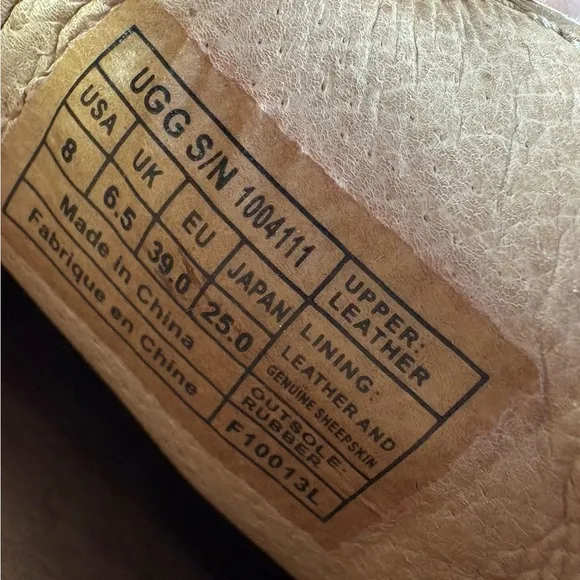 UGG S/N 1004111
USA UK EU JAPAN
8 6.5 39.0 25.0
Made in China
Fabrique en Chine
UPPER:
LEATHER
LINING:
LEATHER AND
GENUINE SHEEPSKIN
OUTSOLE:
RUBBER
F10013L